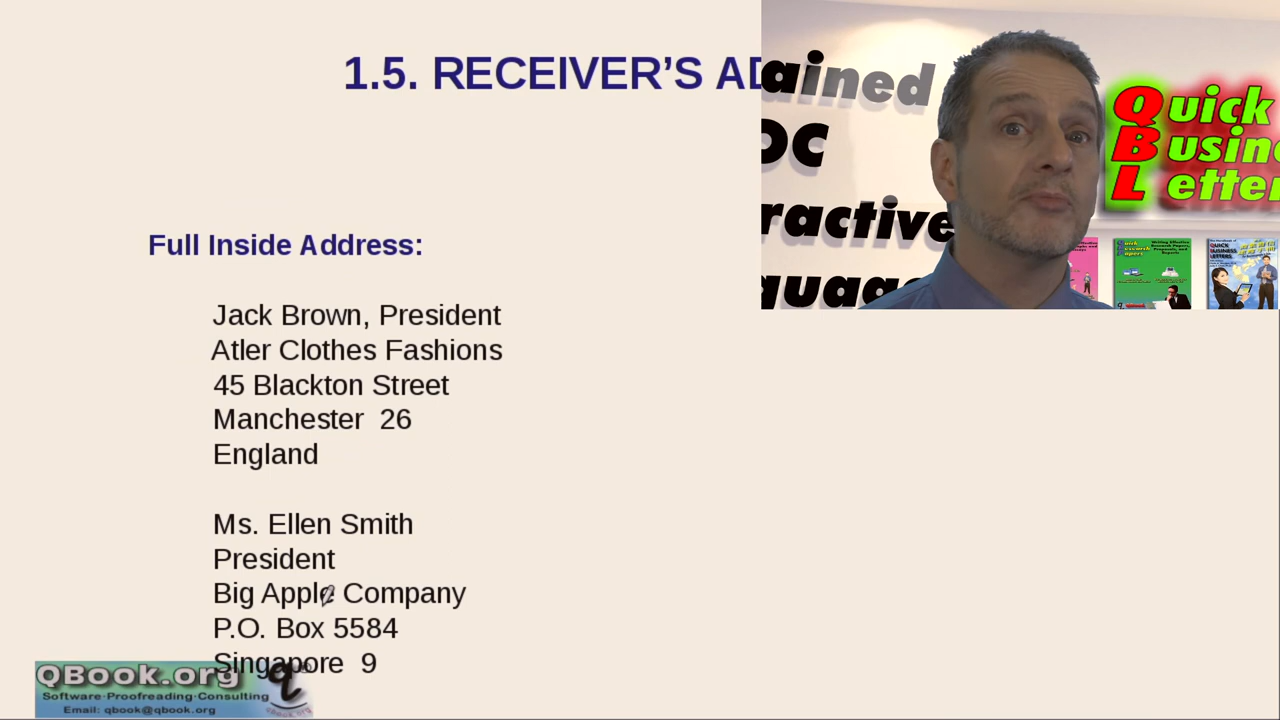 1.5. RECEIVER’S
Full Inside Address:
Jack Brown, President
Atler Clothes Fashions
45 Blackton Street
Manchester 26
England
Ms. Ellen Smith
President
Big Apple Company
P.O. Box 5584
Singapore 9
QBook.org
Software·Proofreading·Consulting
Email: qbook@qbook.org
ained
OC
ractive
Quick
Busin
Letter